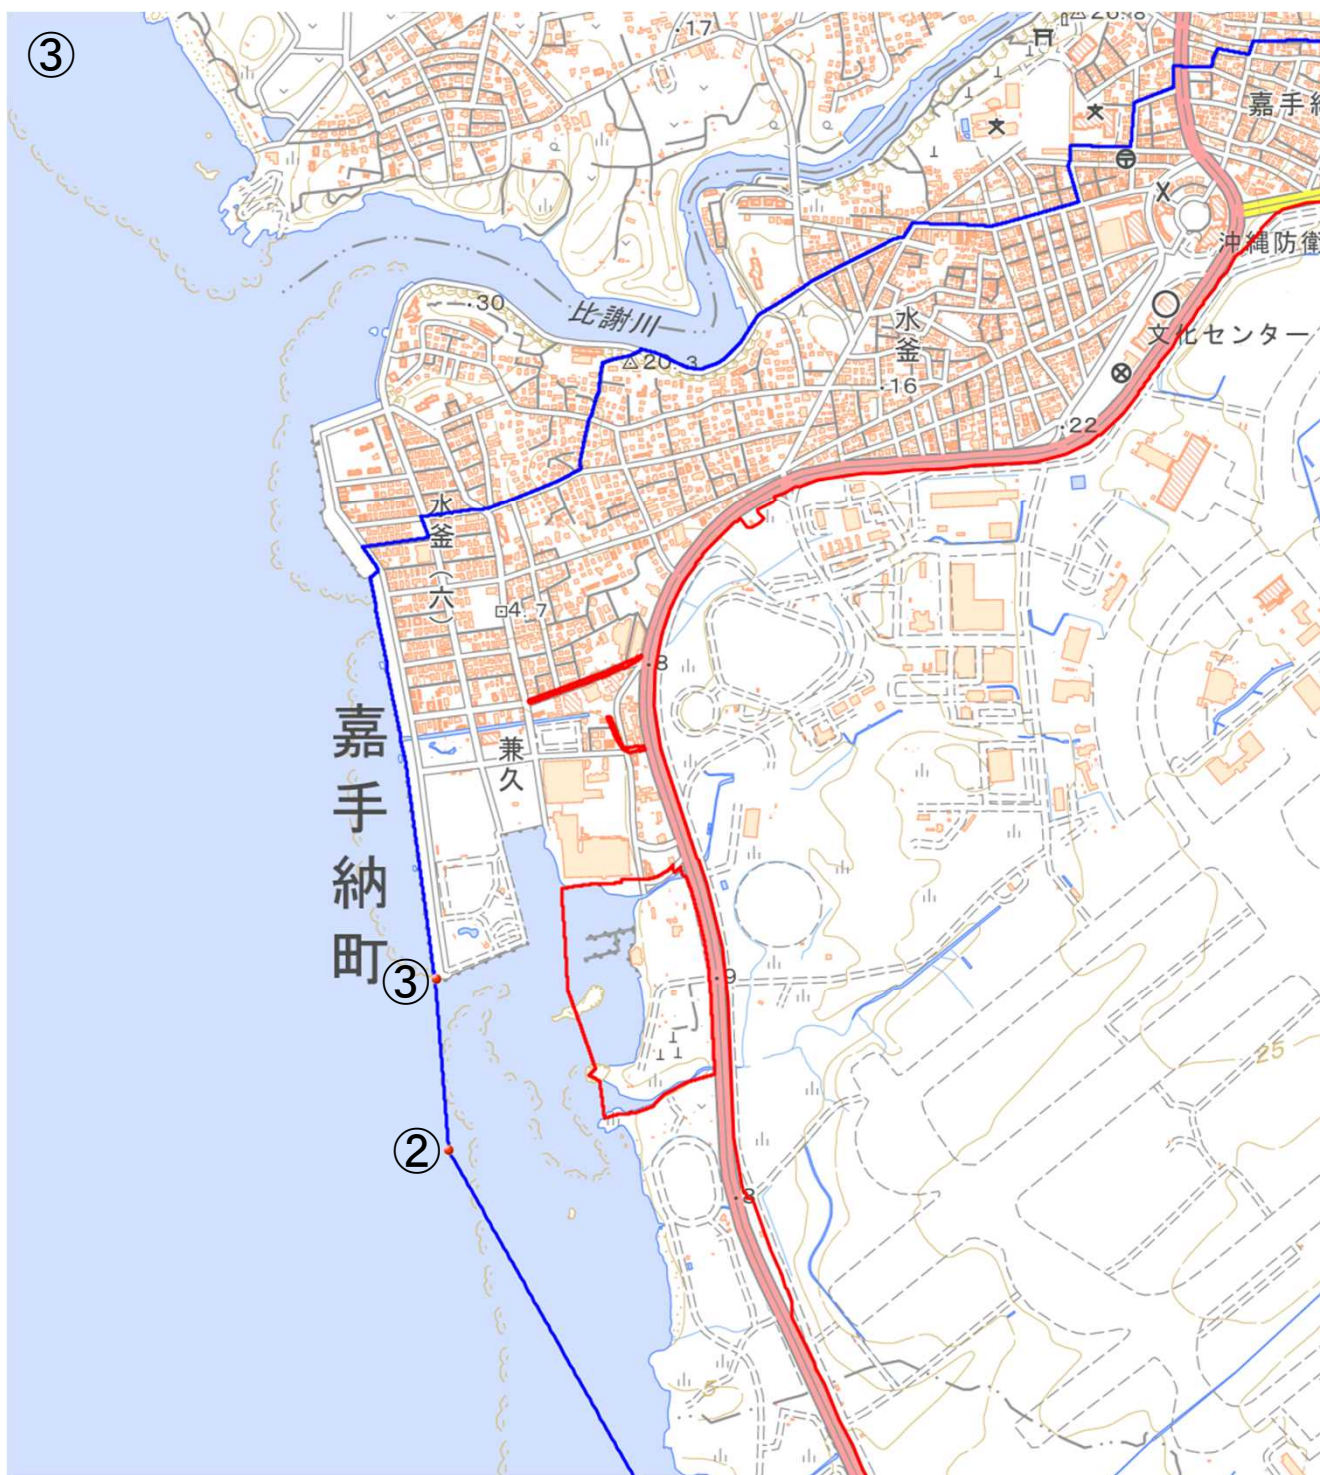 ③
・17
嘉手納
沖縄防衛
・30
比謝川
水釜
文化センター
△20.3
・16
・22
水釜(六)
4.7
・8
嘉手納町
兼久
③
・9
25
②
・8
5